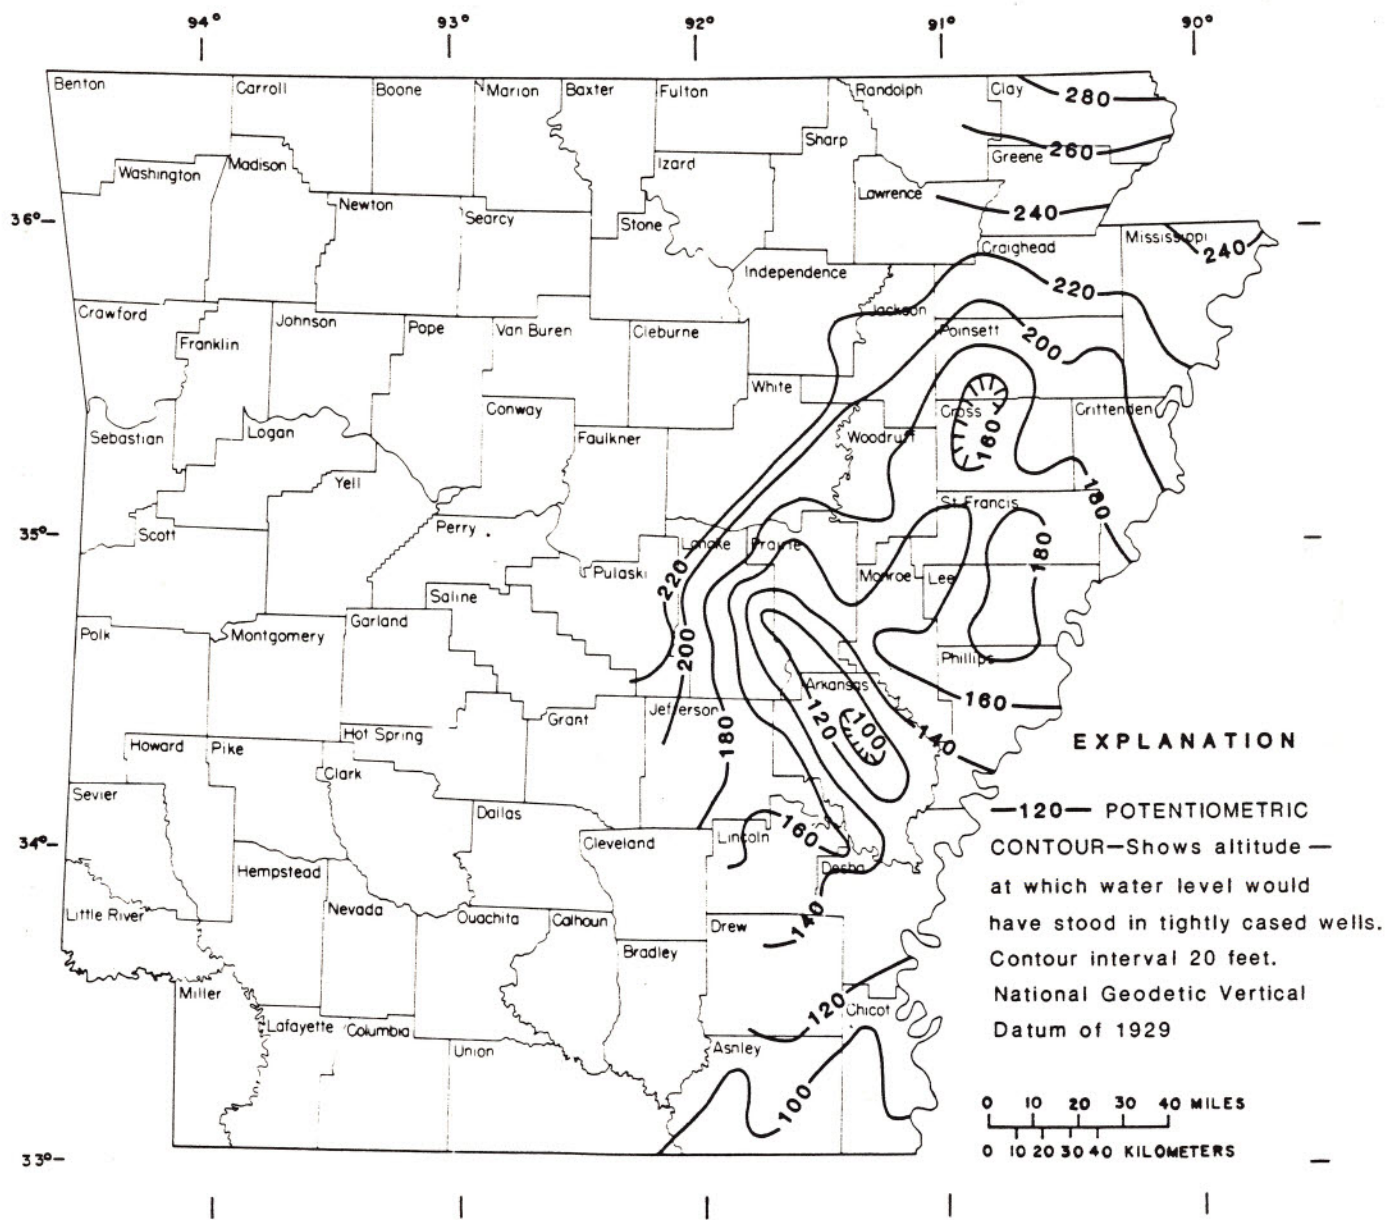 94° 93° 92° 91° 90°
Benton Carroll Boone Marion Baxter Fulton Randolph Clay
280
Sharp 260
Washington Madison Izard Greene
Newton Searcy Stone Lawrence 240
36° Craighead Mississippi 240
Independence 220
Crawford Johnson Pope Van Buren Cleburne Jackson Poinsett 200
Franklin
White
Conway Cross Crittenden
Sebastian Logan Faulkner Woodruff 160
Yell St Francis 180
35° Scott Perry Lonoke Prairie 180
Pulaski 220 Monroe Lee
Saline
Polk Montgomery Garland 200 Phillips
Arkansas 160
Grant Jefferson 180 120 100 140
Howard Pike Hot Spring
Clark
EXPLANATION
Sevier Dallas
—120— POTENTIOMETRIC
34° Cleveland Lincoln 160
CONTOUR—Shows altitude —
Hempstead Desha
at which water level would
Little River Nevada Ouachita Calhoun Drew 140
have stood in tightly cased wells.
Bradley
Contour interval 20 feet.
Miller 120 Chicot
National Geodetic Vertical
Lafayette Columbia
Datum of 1929
Union Ashley
100
0 10 20 30 40 MILES
0 10 20 30 40 KILOMETERS
33°